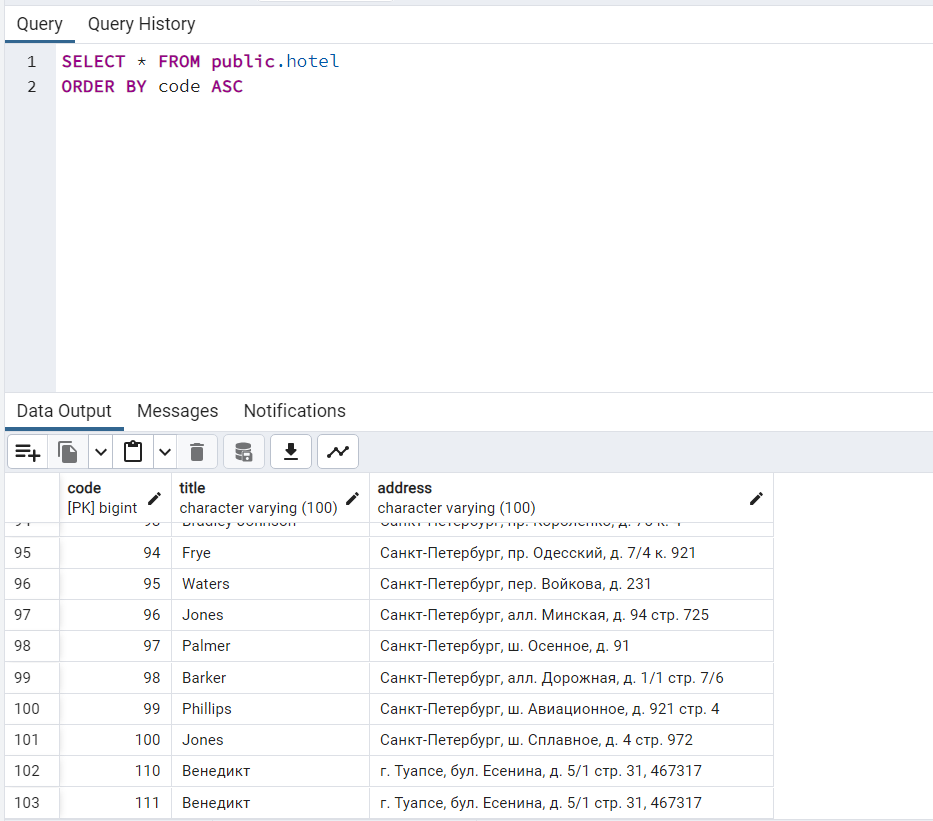 Query Query History
1 SELECT * FROM public.hotel
2 ORDER BY code ASC
Data Output Messages Notifications
code title address
[PK] bigint character varying (100) character varying (100)
95 94 Frye Санкт-Петербург, пр. Одесский, д. 7/4 к. 921
96 95 Waters Санкт-Петербург, пер. Войкова, д. 231
97 96 Jones Санкт-Петербург, алл. Минская, д. 94 стр. 725
98 97 Palmer Санкт-Петербург, ш. Осенное, д. 91
99 98 Barker Санкт-Петербург, алл. Дорожная, д. 1/1 стр. 7/6
100 99 Phillips Санкт-Петербург, ш. Авиационное, д. 921 стр. 4
101 100 Jones Санкт-Петербург, ш. Сплавное, д. 4 стр. 972
102 110 Венедикт г. Туапсе, бул. Есенина, д. 5/1 стр. 31, 467317
103 111 Венедикт г. Туапсе, бул. Есенина, д. 5/1 стр. 31, 467317